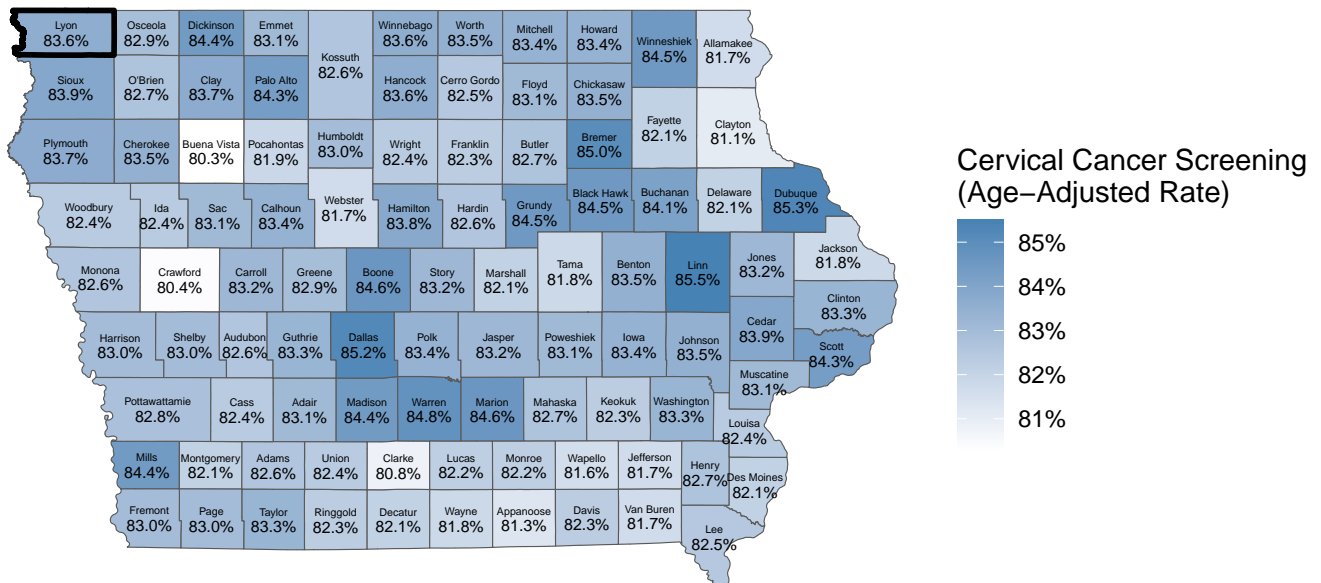 Lyon
83.6%
Osceola
82.9%
Dickinson
84.4%
Emmet
83.1%
Kossuth
82.6%
Winnebago
83.6%
Worth
83.5%
Mitchell
83.4%
Howard
83.4%
Winneshiek
84.5%
Allamakee
81.7%
Sioux
83.9%
O'Brien
82.7%
Clay
83.7%
Palo Alto
84.3%
Hancock
83.6%
Cerro Gordo
82.5%
Floyd
83.1%
Chickasaw
83.5%
Plymouth
83.7%
Cherokee
83.5%
Buena Vista
80.3%
Pocahontas
81.9%
Humboldt
83.0%
Wright
82.4%
Franklin
82.3%
Butler
82.7%
Bremer
85.0%
Fayette
82.1%
Clayton
81.1%
Woodbury
82.4%
Ida
82.4%
Sac
83.1%
Calhoun
83.4%
Webster
81.7%
Hamilton
83.8%
Hardin
82.6%
Grundy
84.5%
Black Hawk
84.5%
Buchanan
84.1%
Delaware
82.1%
Dubuque
85.3%
Monona
82.6%
Crawford
80.4%
Carroll
83.2%
Greene
82.9%
Boone
84.6%
Story
83.2%
Marshall
82.1%
Tama
81.8%
Benton
83.5%
Linn
85.5%
Jones
83.2%
Jackson
81.8%
Clinton
83.3%
Harrison
83.0%
Shelby
83.0%
Audubon
82.6%
Guthrie
83.3%
Dallas
85.2%
Polk
83.4%
Jasper
83.2%
Poweshiek
83.1%
Iowa
83.4%
Johnson
83.5%
Cedar
83.9%
Scott
84.3%
Muscatine
83.1%
Pottawattamie
82.8%
Cass
82.4%
Adair
83.1%
Madison
84.4%
Warren
84.8%
Marion
84.6%
Mahaska
82.7%
Keokuk
82.3%
Washington
83.3%
Louisa
82.4%
Mills
84.4%
Montgomery
82.1%
Adams
82.6%
Union
82.4%
Clarke
80.8%
Lucas
82.2%
Monroe
82.2%
Wapello
81.6%
Jefferson
81.7%
Henry
82.7%
Des Moines
82.1%
Fremont
83.0%
Page
83.0%
Taylor
83.3%
Ringgold
82.3%
Decatur
82.1%
Wayne
81.8%
Appanoose
81.3%
Davis
82.3%
Van Buren
81.7%
Lee
82.5%
Cervical Cancer Screening
(Age−Adjusted Rate)
85%
84%
83%
82%
81%